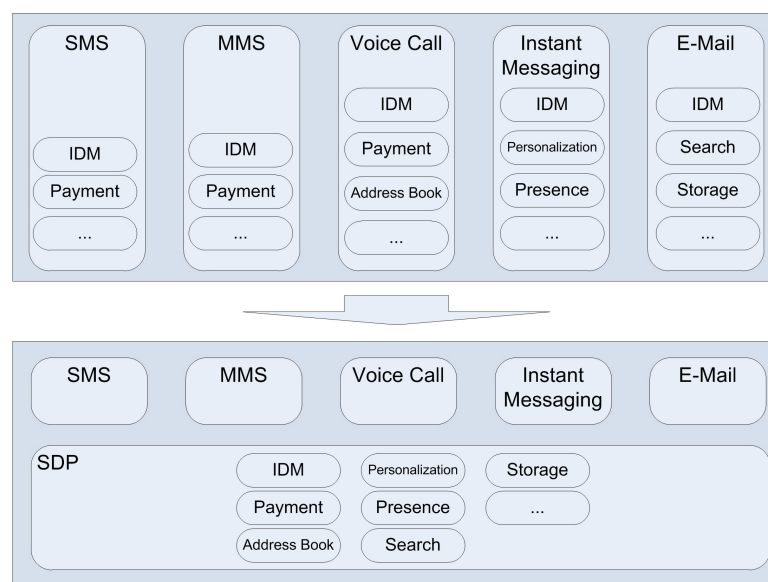 SMS
IDM
Payment
...
MMS
IDM
Payment
...
Voice Call
IDM
Payment
Address Book
...
Instant
Messaging
IDM
Personalization
Presence
...
E-Mail
IDM
Search
Storage
...
SMS
MMS
Voice Call
Instant
Messaging
E-Mail
SDP
IDM
Payment
Address Book
Personalization
Presence
Search
Storage
...